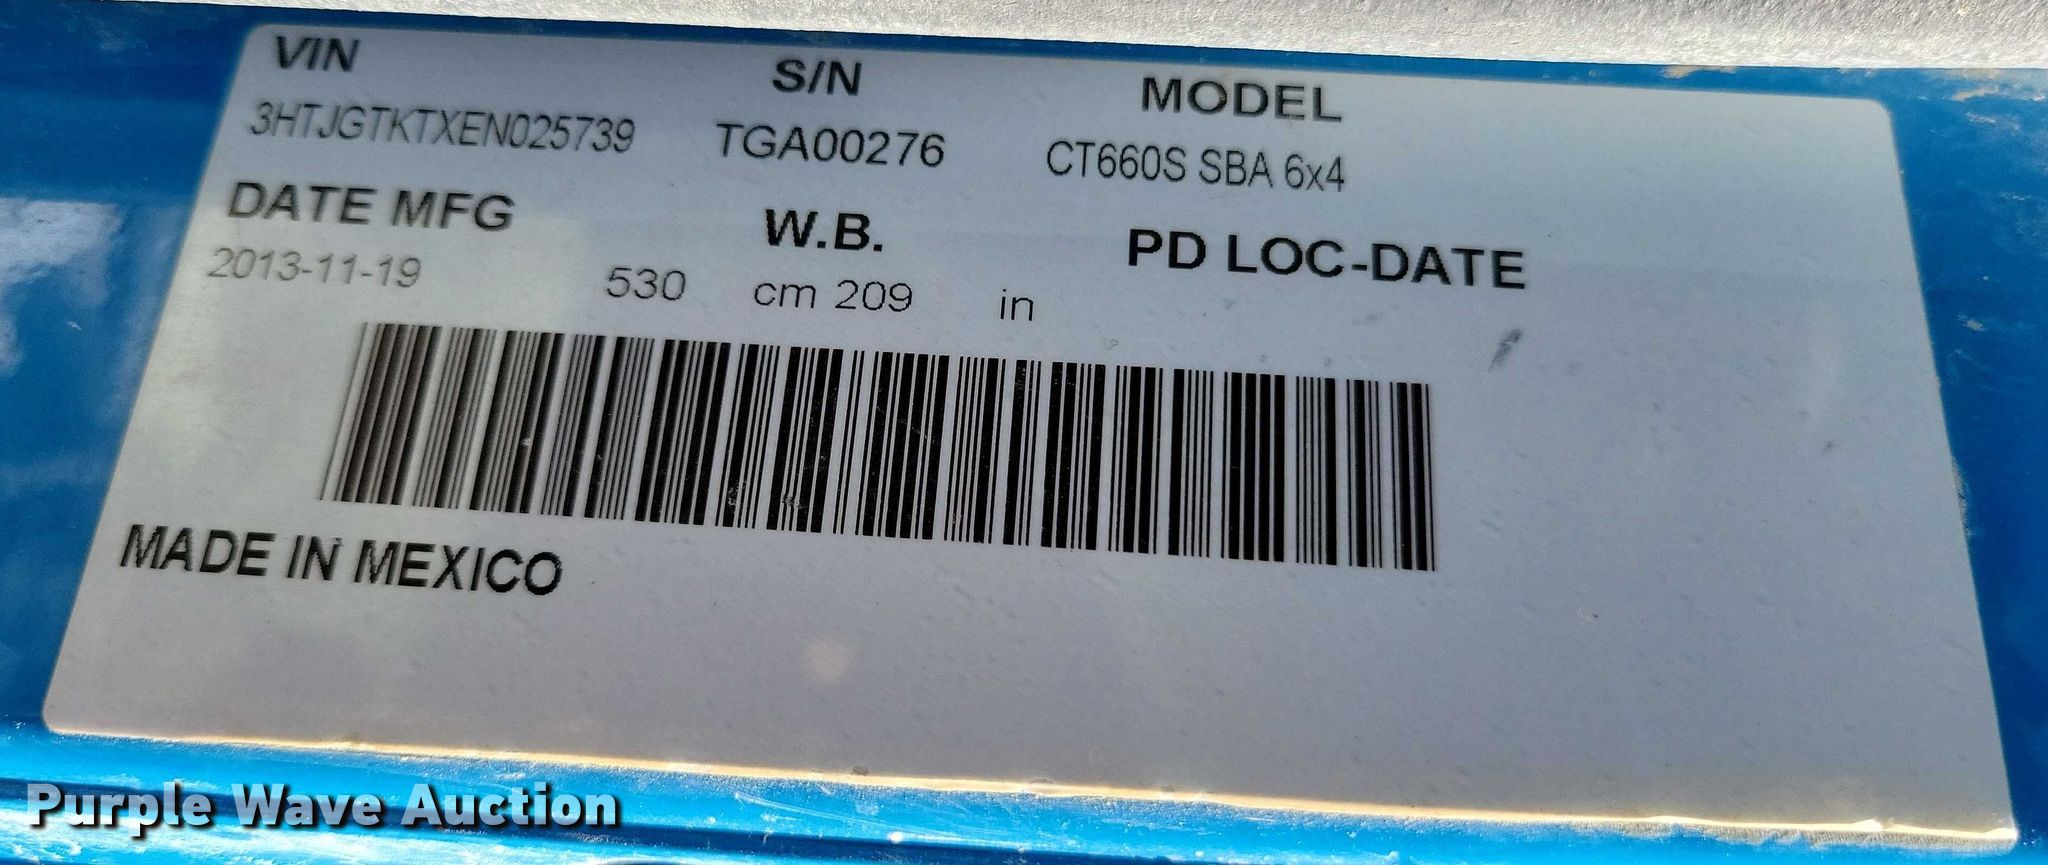 VIN S/N MODEL
3HTJGTKTXEN025739 TGA00276 CT660S SBA 6x4
DATE MFG W.B. PD LOC-DATE
2013-11-19 530 cm 209 in
MADE IN MEXICO
Purple Wave Auction